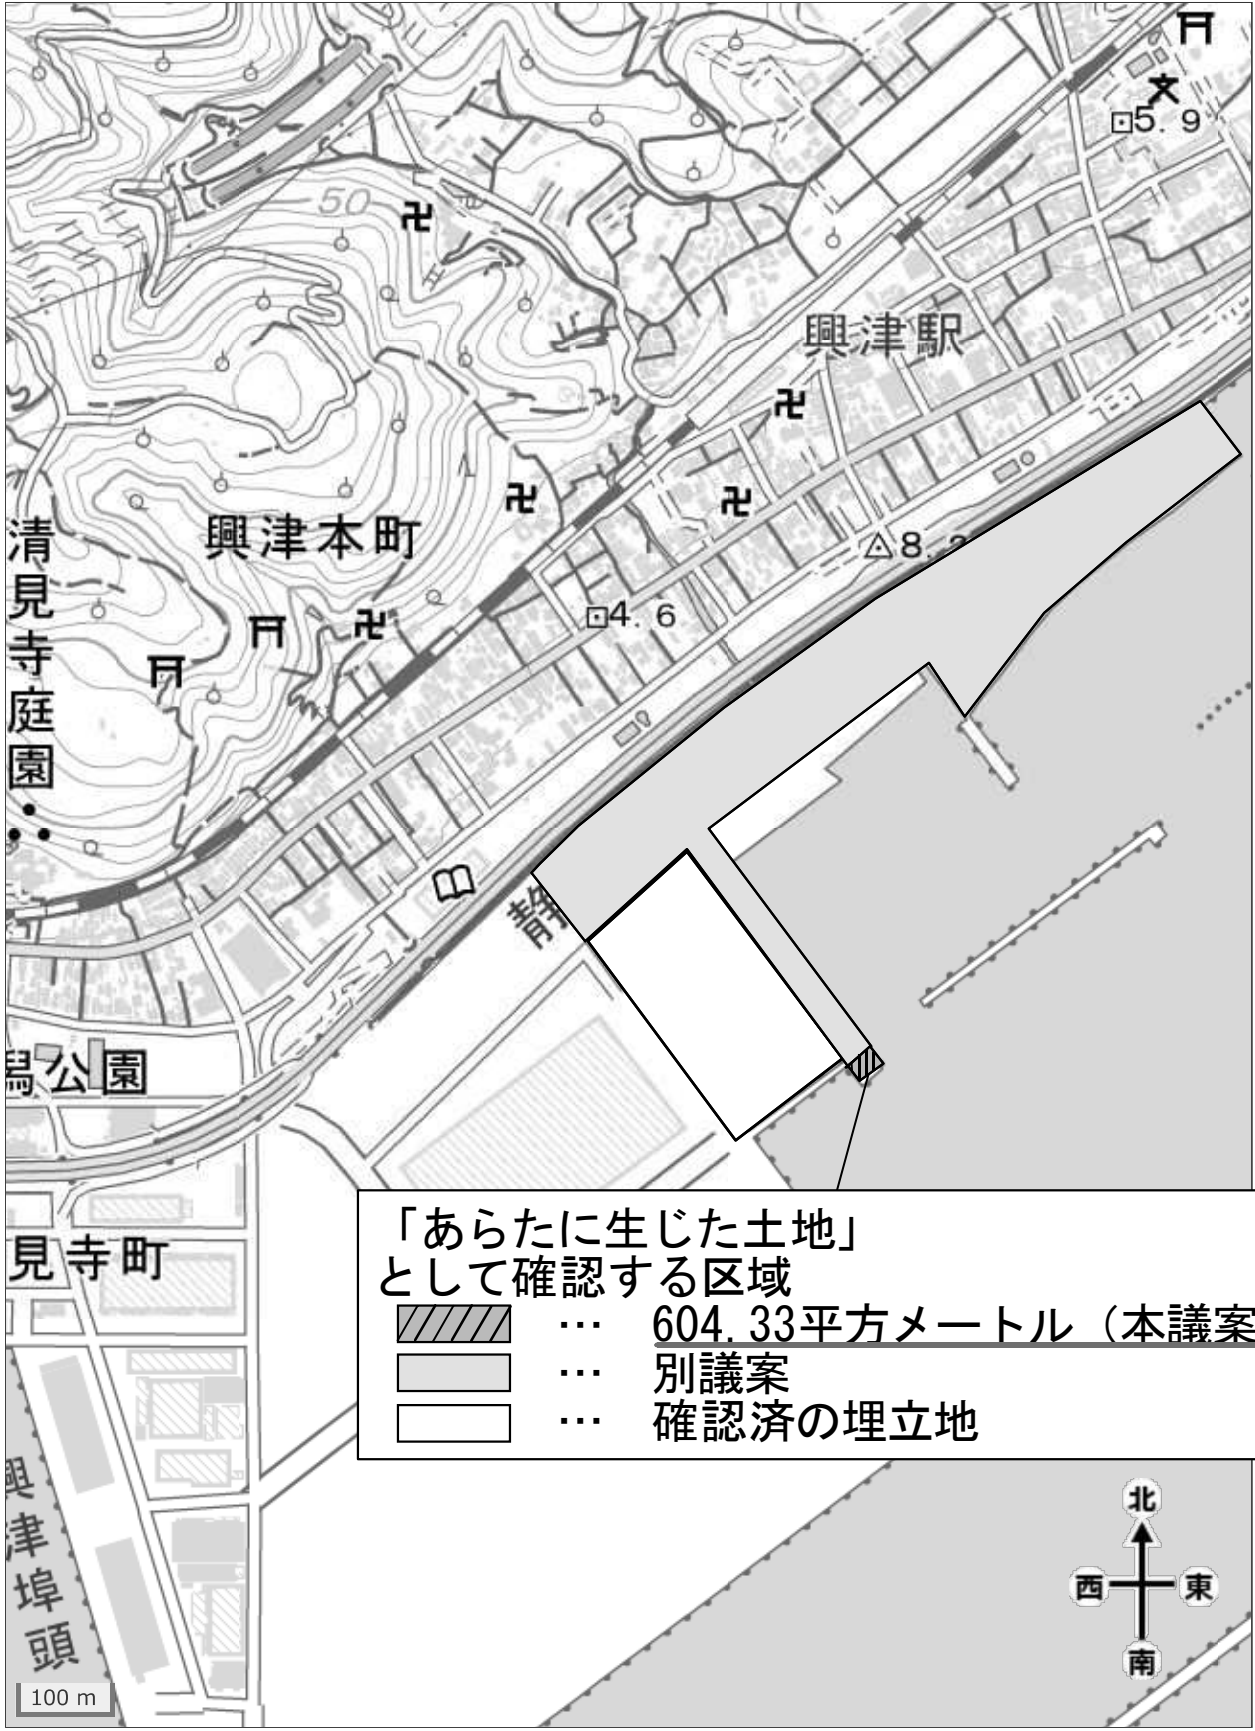 5.9
50
興津駅
清見寺庭園
興津本町
8.2
4.6
静
潟公園
見寺町
「あらたに生じた土地」
として確認する区域
… 604.33平方メートル（本議案
… 別議案
… 確認済の埋立地
興津埠頭
北
西 東
南
100 m